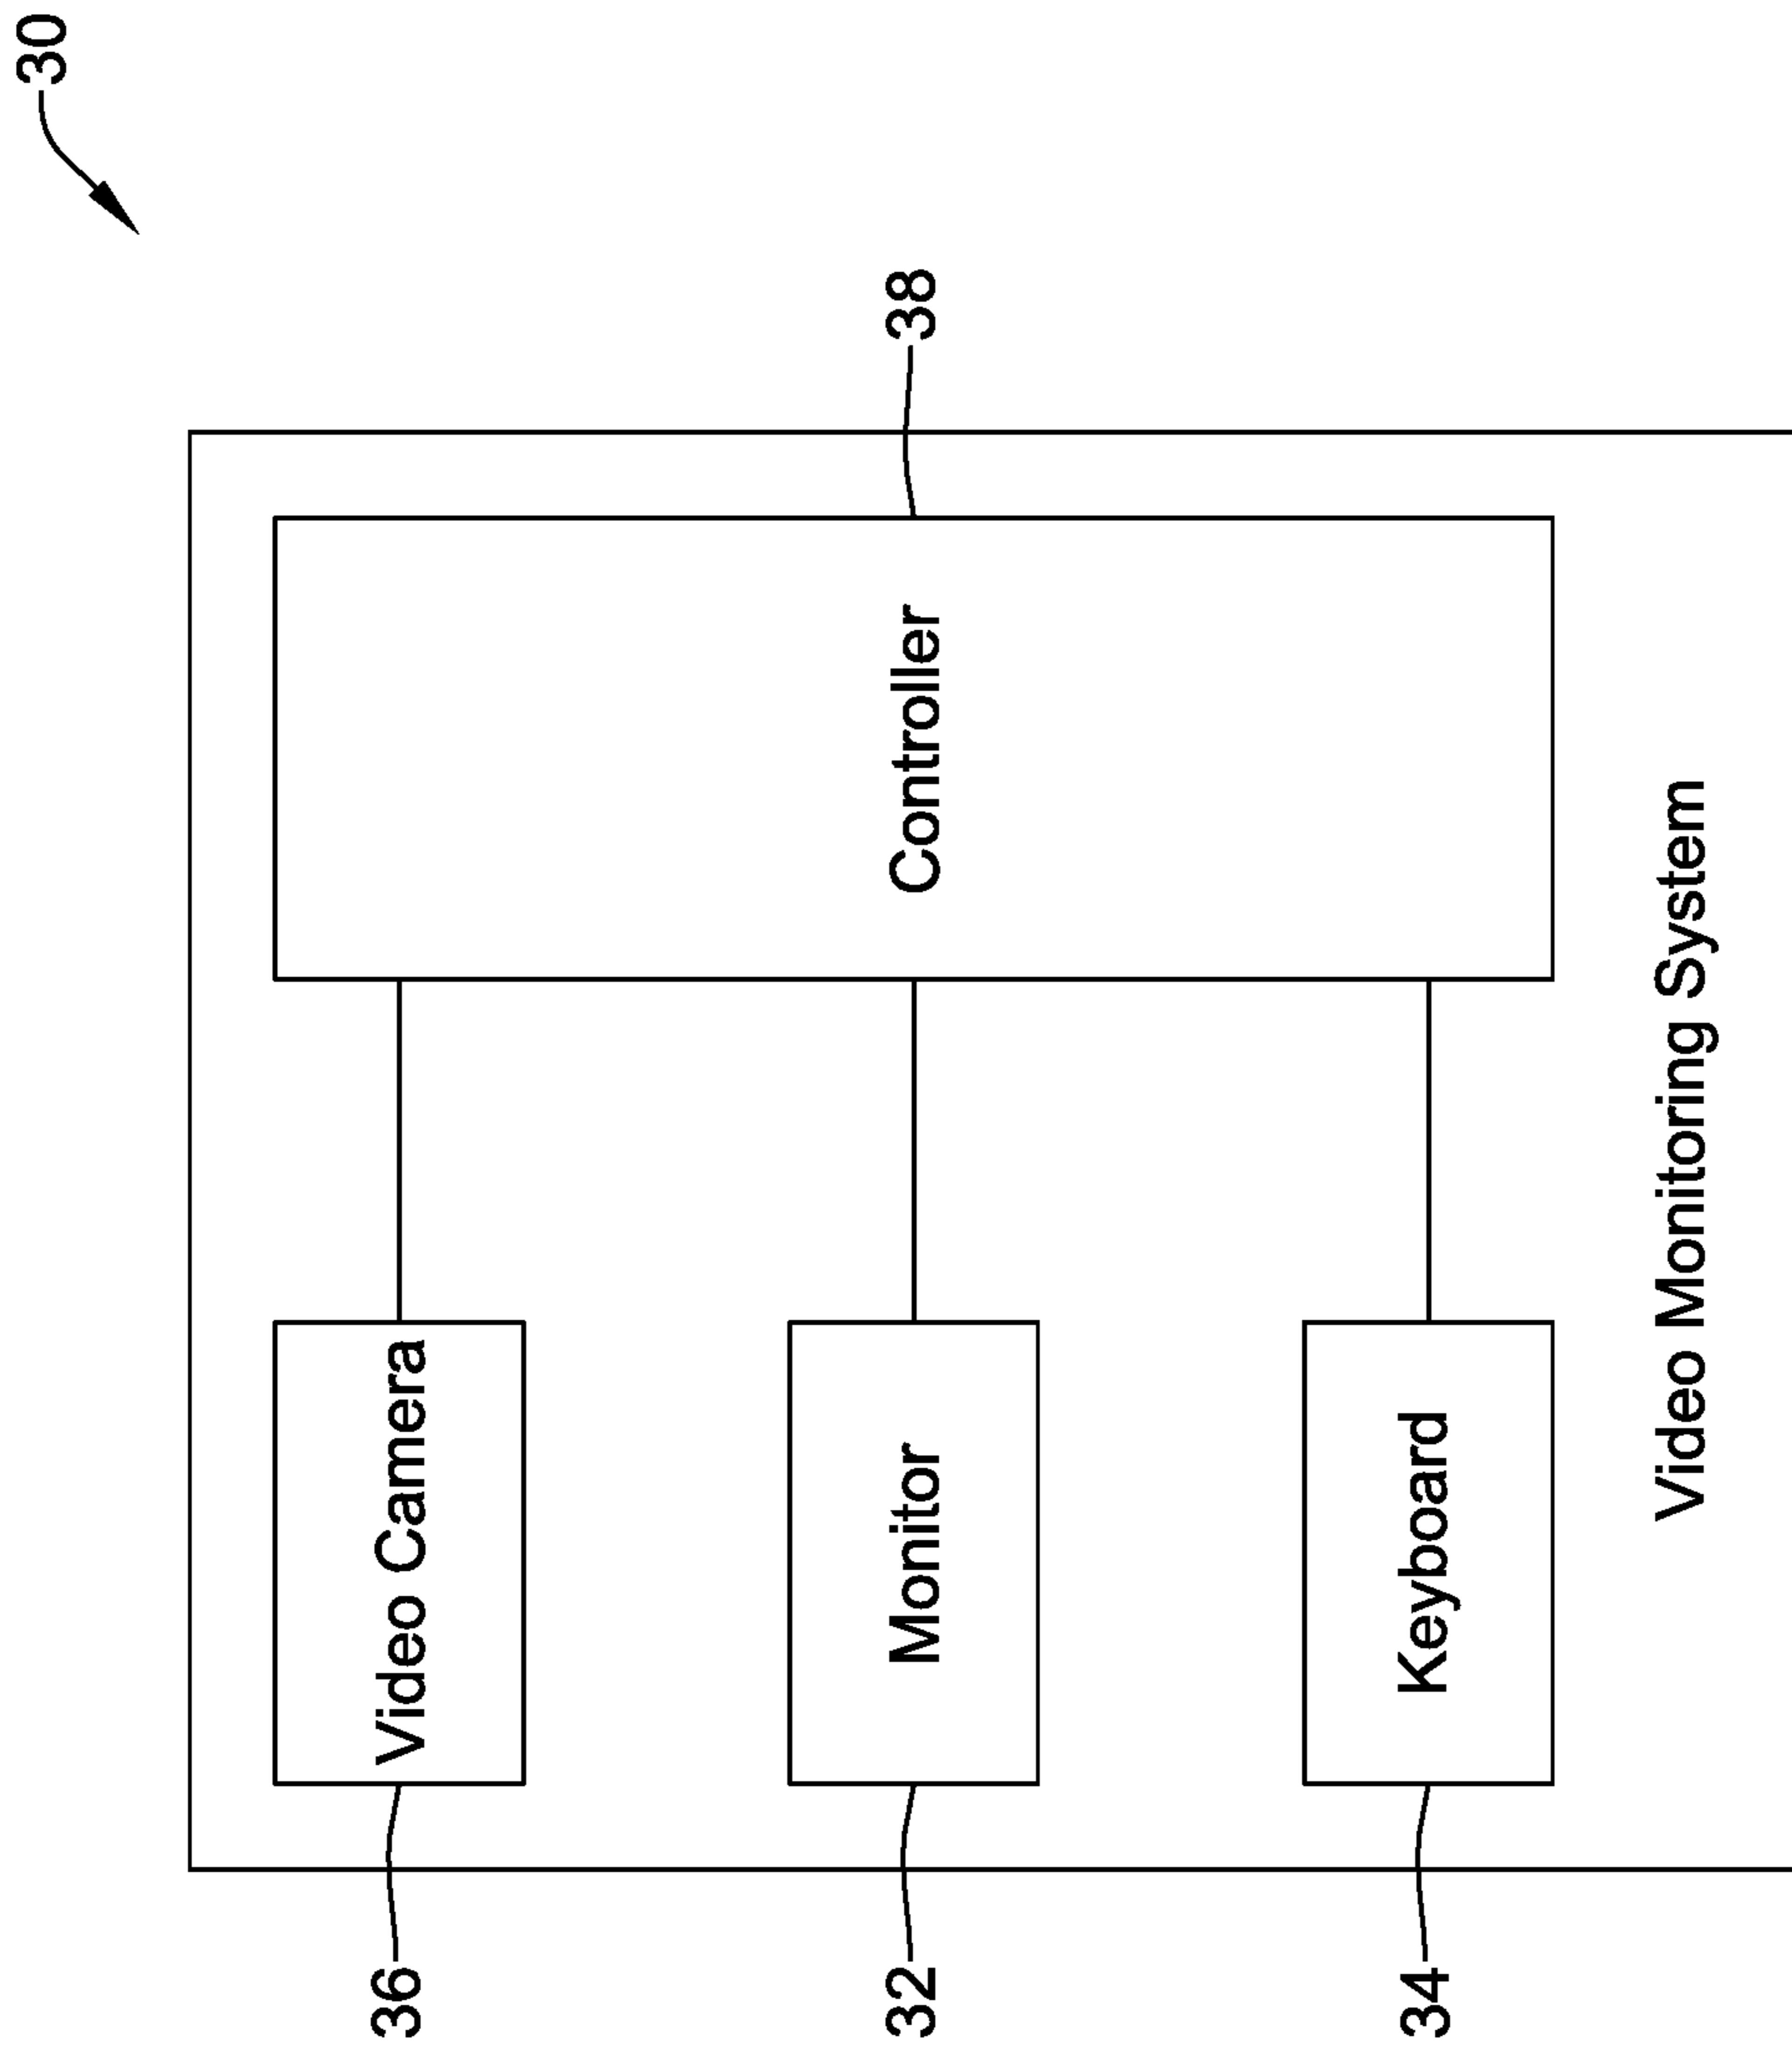 30
36
Video Camera
32
Monitor
34
Keyboard
Controller
38
Video Monitoring System